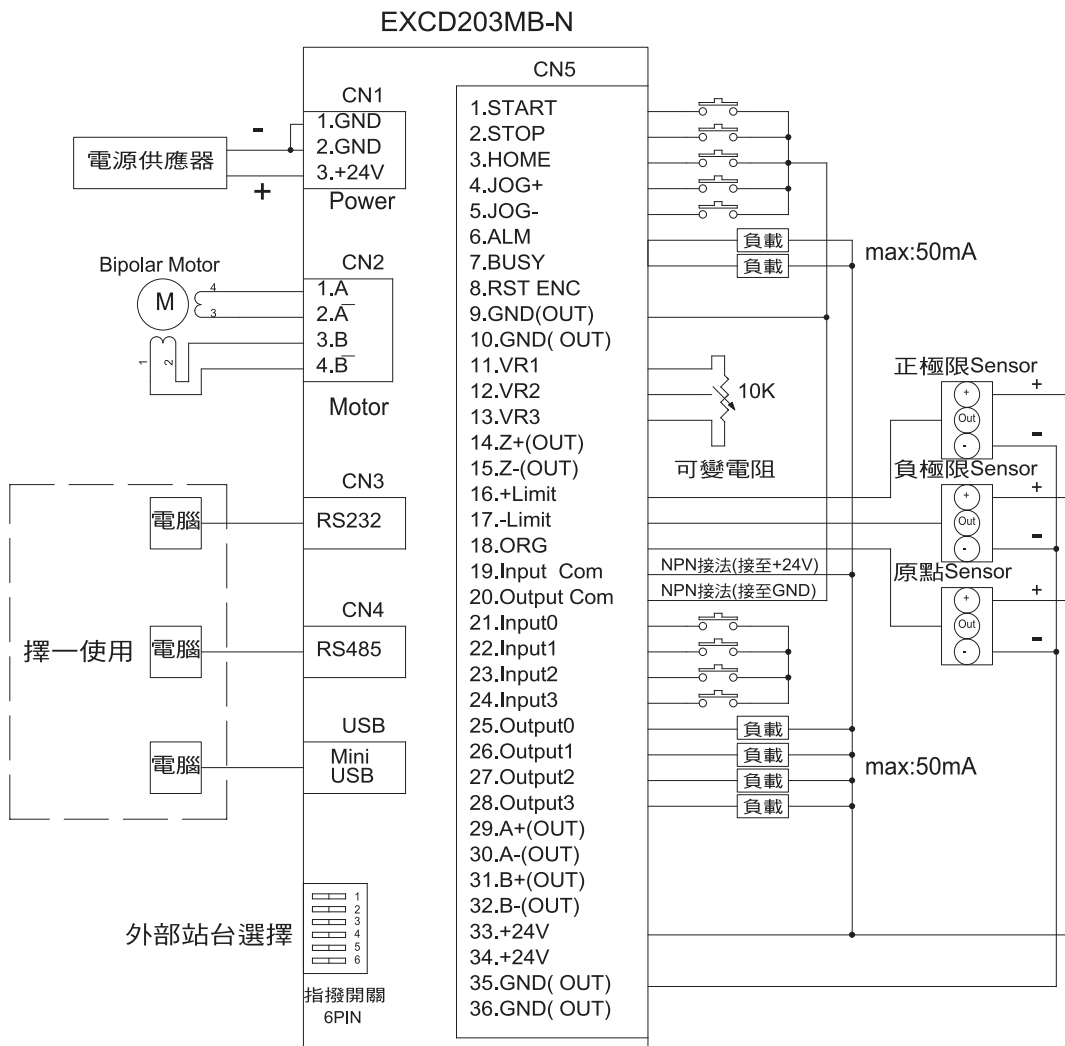 EXCD203MB-N
CN1
1.GND
2.GND
3.+24V
Power
-
+
電源供應器
Bipolar Motor
M
4
3
1
2
CN2
1.A
2.A̅
3.B
4.B̅
Motor
CN3
RS232
電腦
CN4
RS485
電腦
擇一使用
USB
Mini
USB
電腦
外部站台選擇
1
2
3
4
5
6
指撥開關
6PIN
CN5
1.START
2.STOP
3.HOME
4.JOG+
5.JOG-
6.ALM
7.BUSY
8.RST ENC
9.GND(OUT)
10.GND( OUT)
11.VR1
12.VR2
13.VR3
14.Z+(OUT)
15.Z-(OUT)
16.+Limit
17.-Limit
18.ORG
19.Input Com
20.Output Com
21.Input0
22.Input1
23.Input2
24.Input3
25.Output0
26.Output1
27.Output2
28.Output3
29.A+(OUT)
30.A-(OUT)
31.B+(OUT)
32.B-(OUT)
33.+24V
34.+24V
35.GND( OUT)
36.GND( OUT)
負載
負載
max:50mA
10K
可變電阻
NPN接法(接至+24V)
NPN接法(接至GND)
負載
負載
負載
負載
max:50mA
正極限Sensor
+
Out
-
+
-
負極限Sensor
+
Out
-
+
-
原點Sensor
+
Out
-
+
-